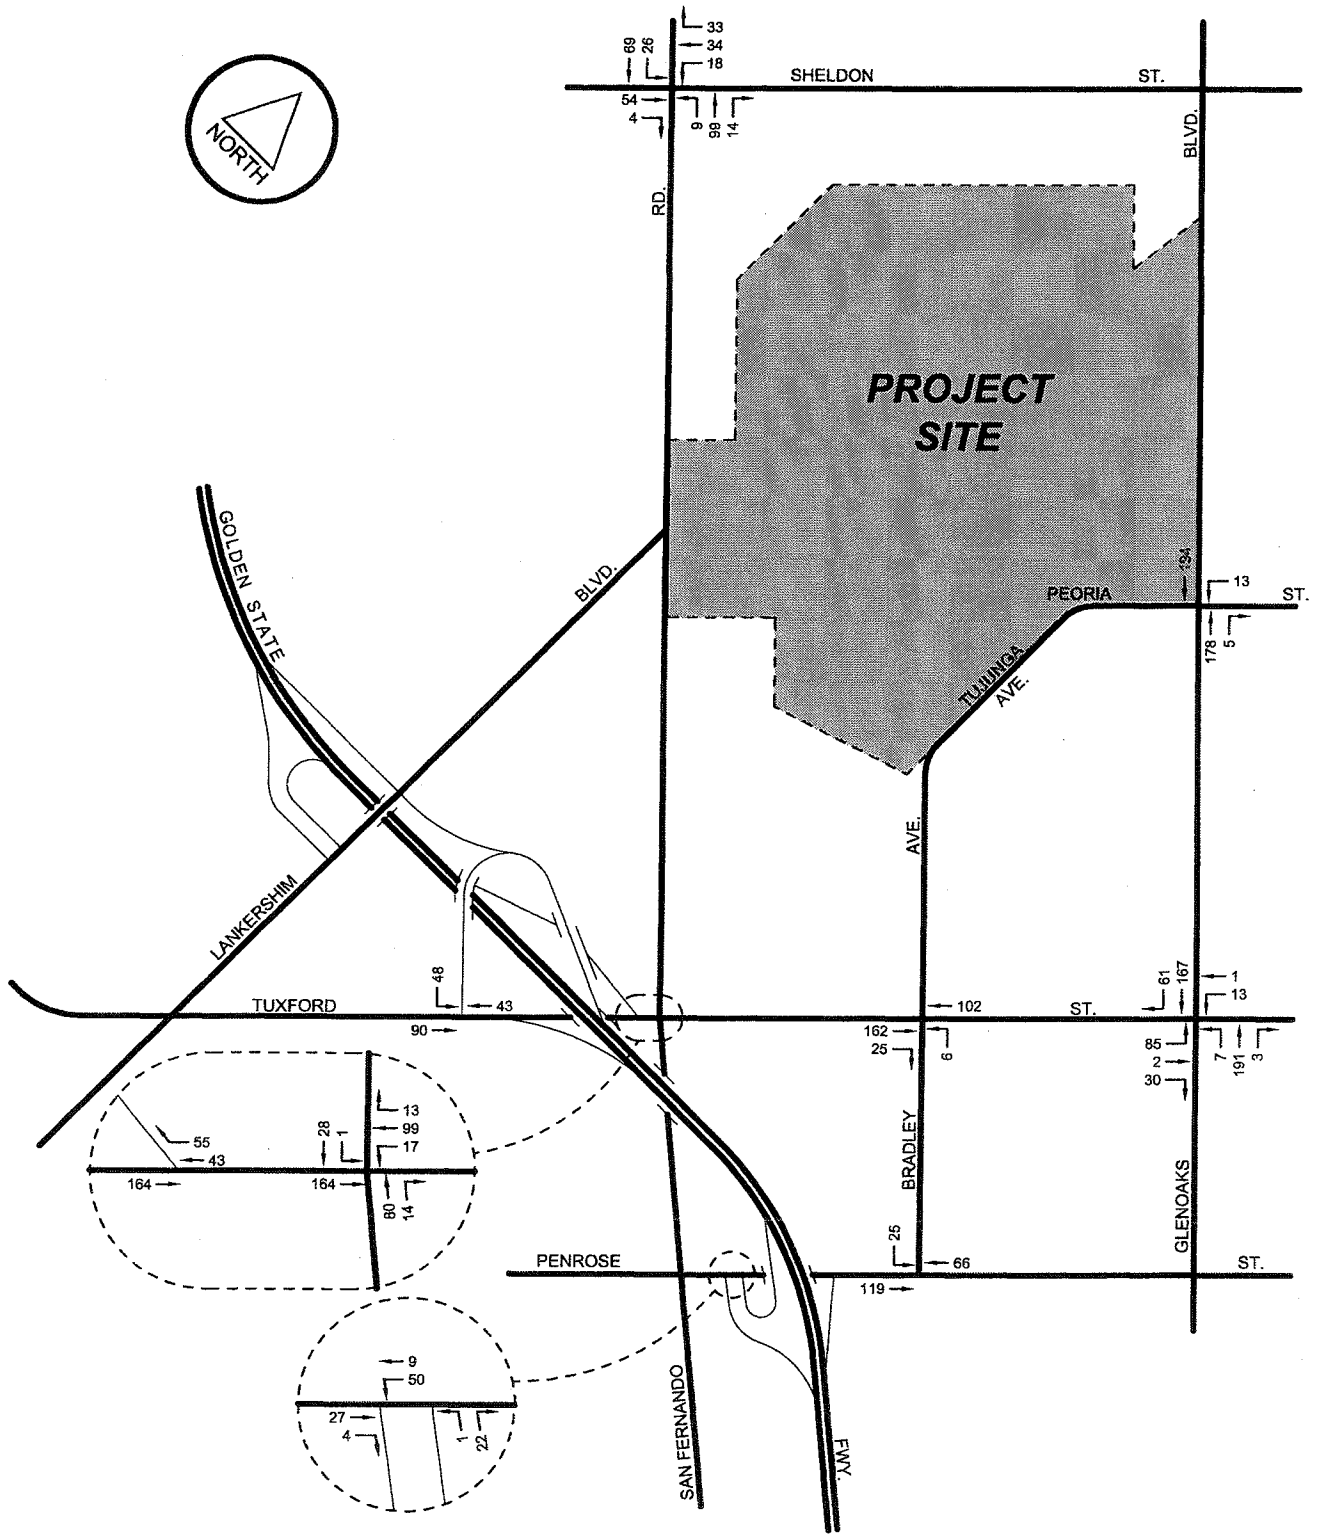 33
34
18
69
26
SHELDON ST.
54
4
9
99
14
NORTH
BLVD.
RD.
PROJECT
SITE
GOLDEN STATE
BLVD.
194
13
PEORIA ST.
178
5
TUJUNGA
AVE.
AVE.
LANKERSHIM
48
43
TUXFORD
90
102
ST.
61
167
1
13
162
25
6
85
2
30
7
191
3
55
43
164
28
1
13
99
17
164
80
14
BRADLEY
GLENOAKS
25
66
PENROSE
ST.
119
9
50
27
4
1
22
SAN FERNANDO
FWY.